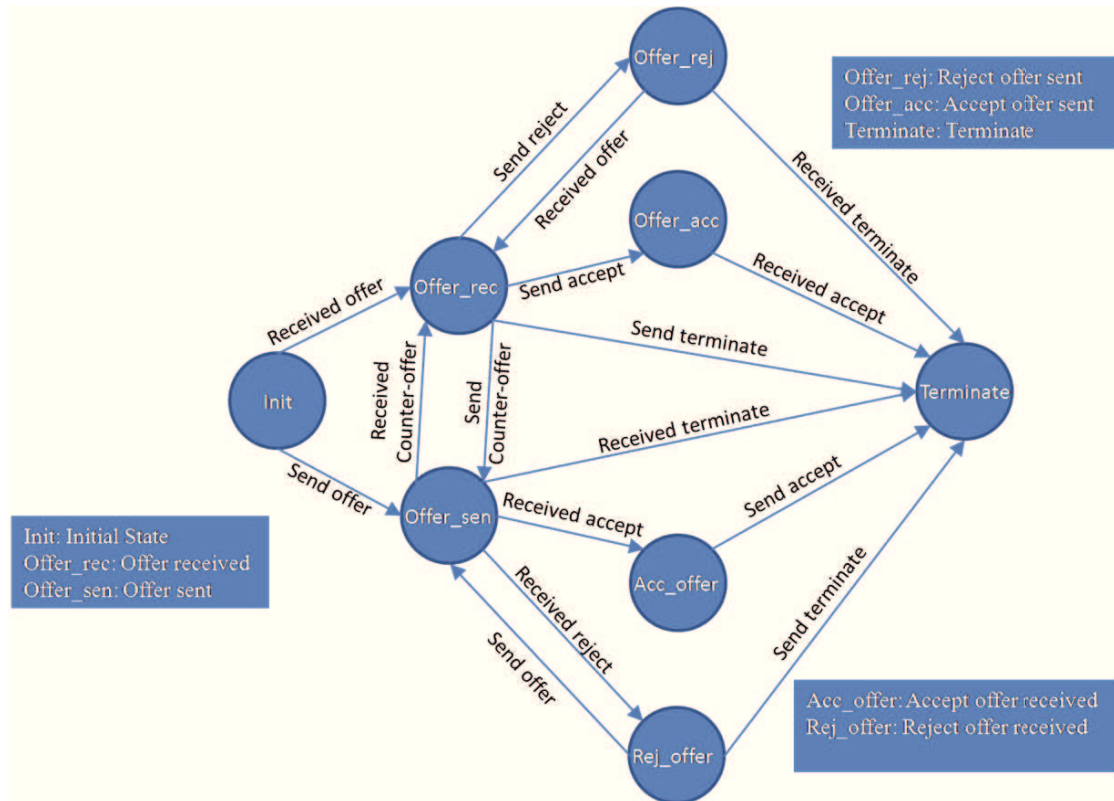 Offer_rej
Offer_rej: Reject offer sent
Offer_acc: Accept offer sent
Terminate: Terminate
Send reject
Received offer
Received terminate
Offer_acc
Received offer
Offer_rec
Send accept
Received accept
Send terminate
Init
Received
Counter-offer
Send
Counter-offer
Received terminate
Terminate
Send offer
Offer_sen
Received accept
Send accept
Init: Initial State
Offer_rec: Offer received
Offer_sen: Offer sent
Acc_offer
Received reject
Send offer
Send terminate
Acc_offer: Accept offer received
Rej_offer: Reject offer received
Rej_offer